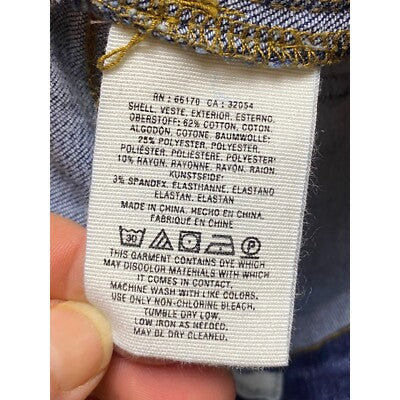 RN : 66170 CA : 32054
SHELL, VESTE, EXTERIOR, ESTERNO,
OBERSTOFF: 62% COTTON, COTON,
ALGODÓN, COTONE, BAUMWOLLE;
25% POLYESTER, POLYESTER,
POLIÉSTER, POLIESTERE, POLYESTER;
10% RAYON, RAYONNE, RAYÓN, RAYON
KUNSTSEIDE;
3% SPANDEX, ÉLASTHANNE, ELASTANO
ELASTAN, ELASTAN
MADE IN CHINA, HECHO EN CHINA,
FABRIQUÉ EN CHINE
30 P
THIS GARMENT CONTAINS DYE WHICH
MAY DISCOLOR MATERIALS WITH WHICH
IT COMES IN CONTACT.
MACHINE WASH WITH LIKE COLORS.
USE ONLY NON-CHLORINE BLEACH.
TUMBLE DRY LOW.
LOW IRON AS NEEDED.
MAY BE DRY CLEANED.